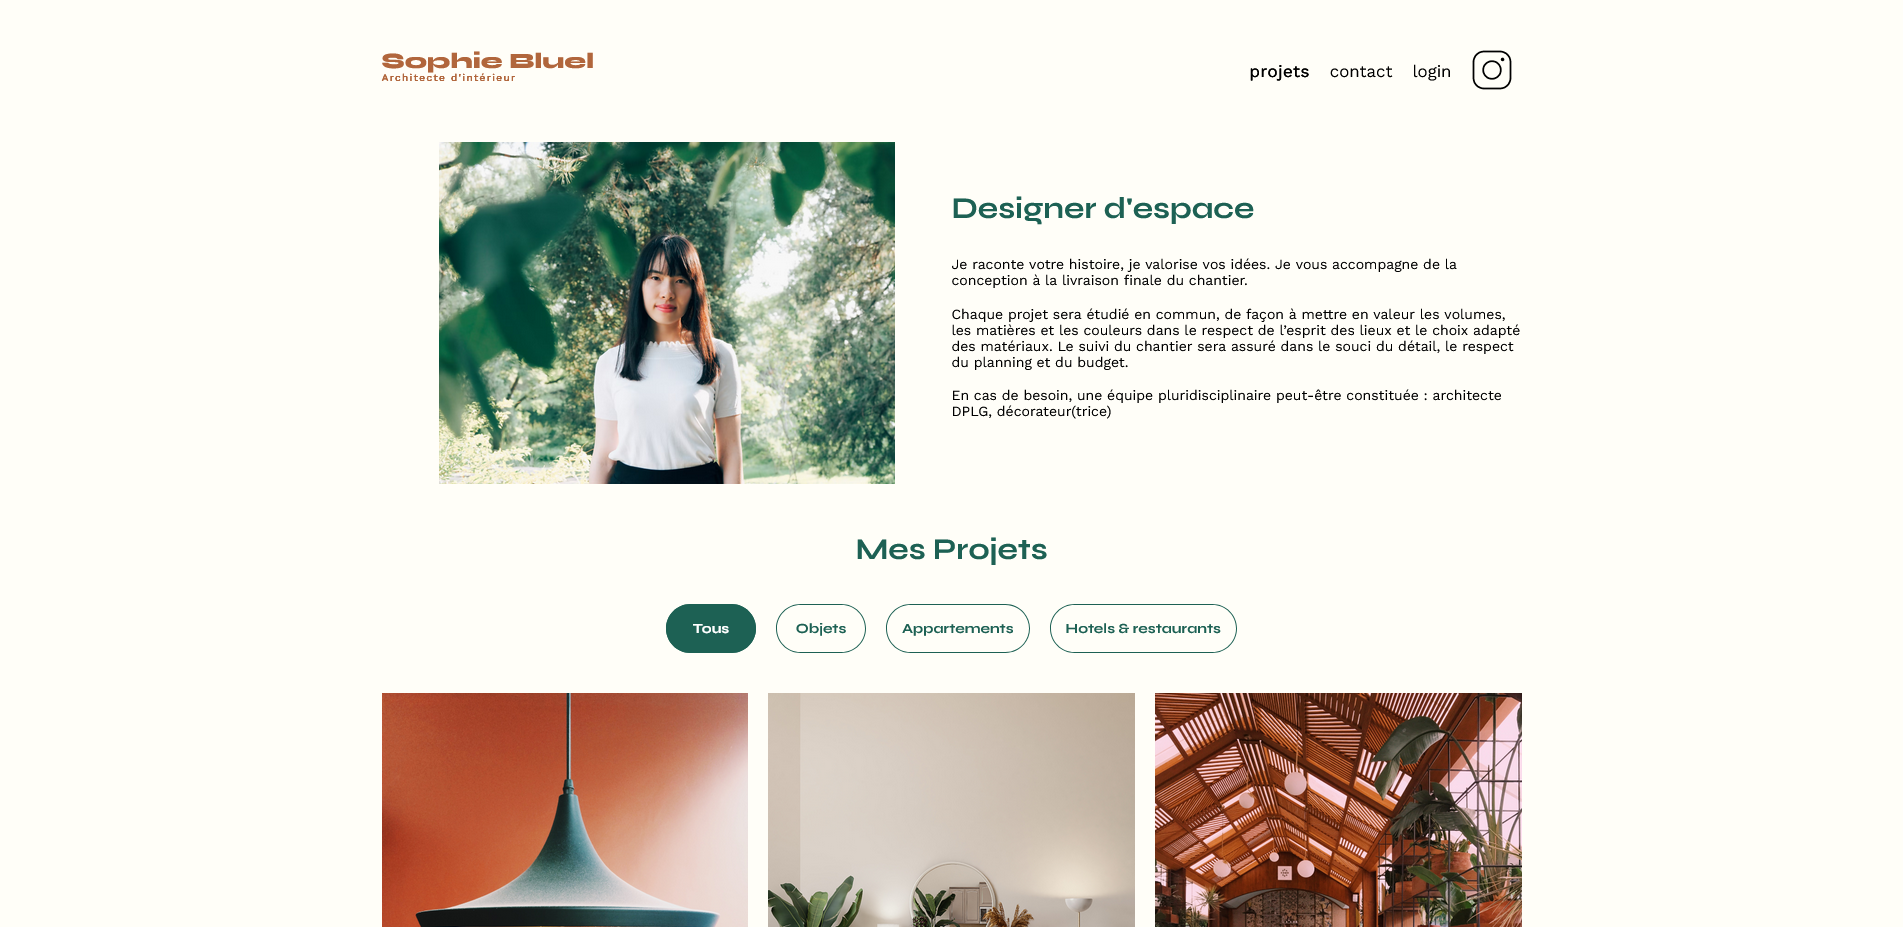 Sophie Bluel
Architecte d'intérieur
projets
contact
login
Designer d'espace
Je raconte votre histoire, je valorise vos idées. Je vous accompagne de la
conception à la livraison finale du chantier.
Chaque projet sera étudié en commun, de façon à mettre en valeur les volumes,
les matières et les couleurs dans le respect de l’esprit des lieux et le choix adapté
des matériaux. Le suivi du chantier sera assuré dans le souci du détail, le respect
du planning et du budget.
En cas de besoin, une équipe pluridisciplinaire peut-être constituée : architecte
DPLG, décorateur(trice)
Mes Projets
Tous
Objets
Appartements
Hotels & restaurants